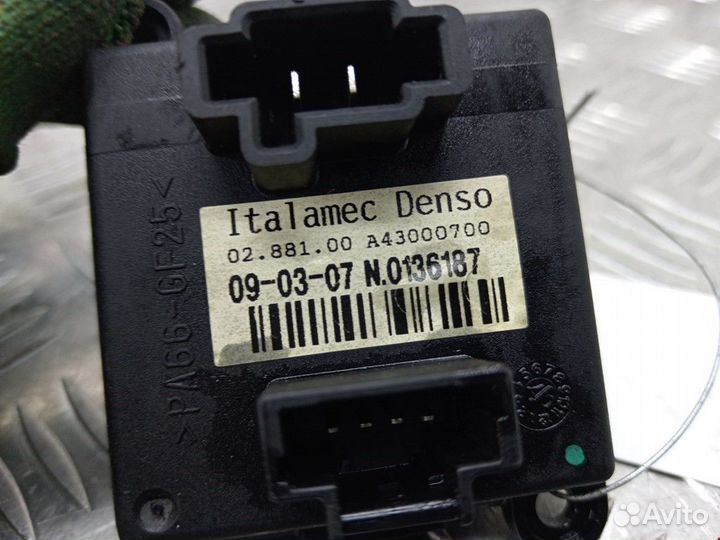 Italamec Denso
02.881.00 A43000700
09-03-07 N.0136187
>PA66-GF25<
Avito